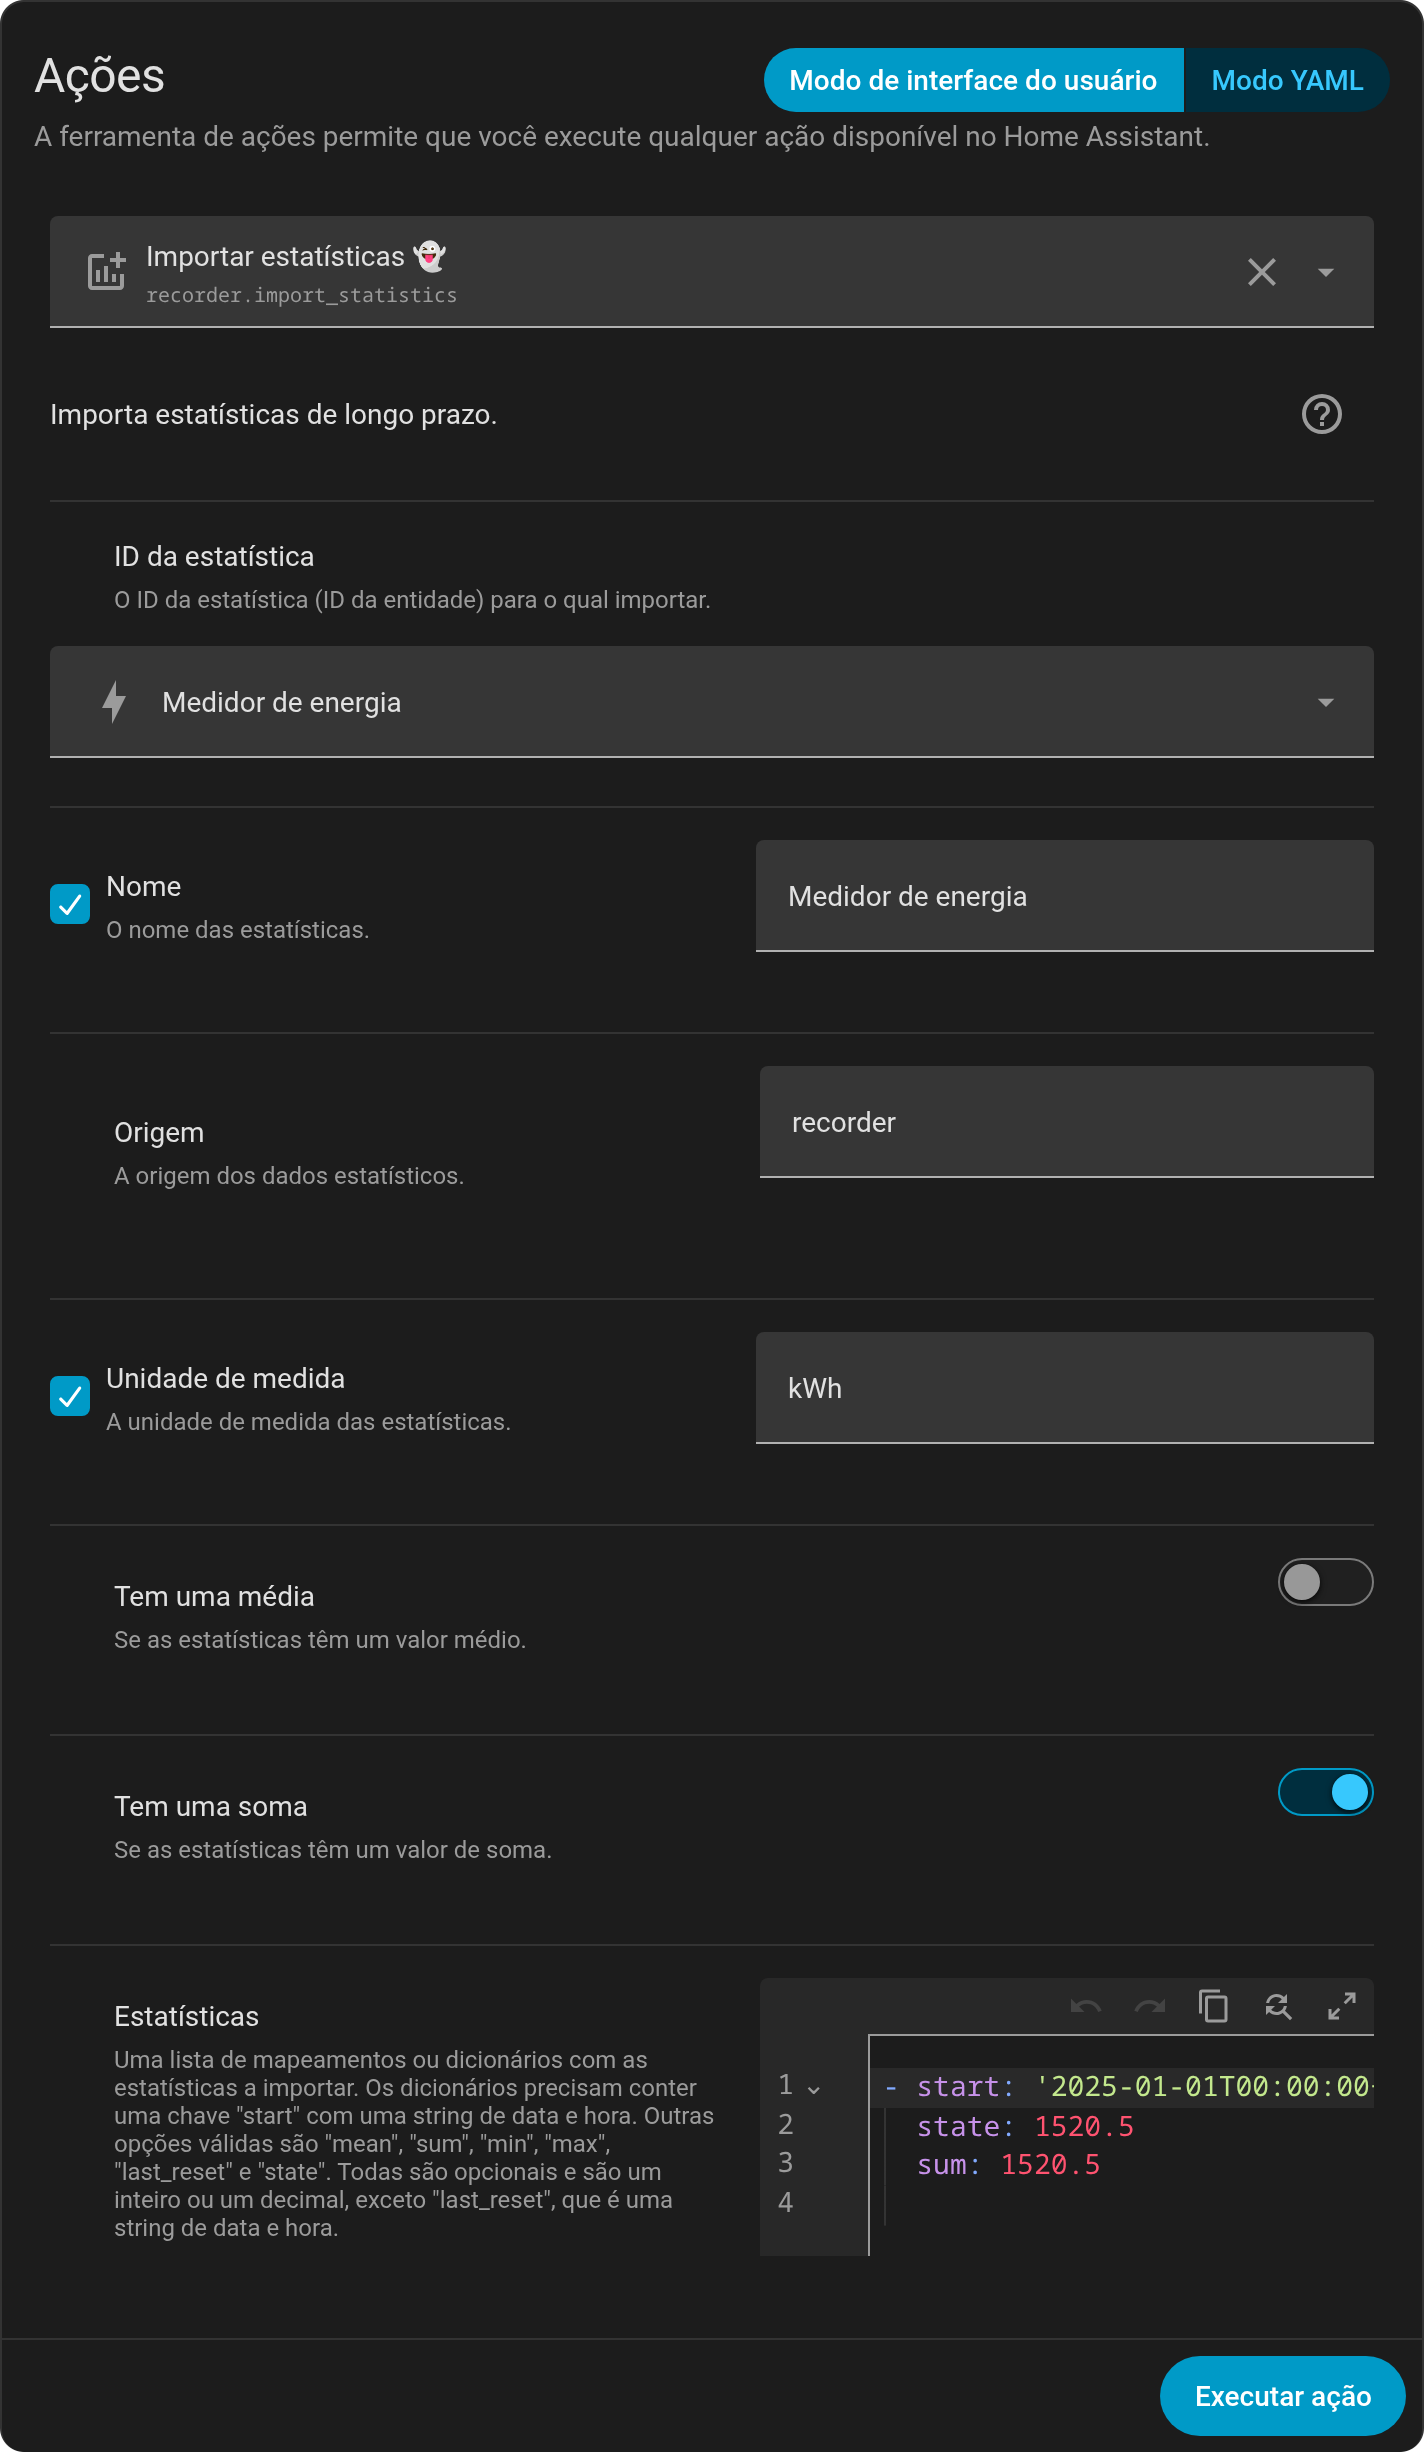 Ações
Modo de interface do usuário
Modo YAML
A ferramenta de ações permite que você execute qualquer ação disponível no Home Assistant.
Importar estatísticas 👻
recorder.import_statistics
Importa estatísticas de longo prazo.
ID da estatística
O ID da estatística (ID da entidade) para o qual importar.
Medidor de energia
Nome
O nome das estatísticas.
Medidor de energia
Origem
A origem dos dados estatísticos.
recorder
Unidade de medida
A unidade de medida das estatísticas.
kWh
Tem uma média
Se as estatísticas têm um valor médio.
Tem uma soma
Se as estatísticas têm um valor de soma.
Estatísticas
Uma lista de mapeamentos ou dicionários com as
estatísticas a importar. Os dicionários precisam conter
uma chave "start" com uma string de data e hora. Outras
opções válidas são "mean", "sum", "min", "max",
"last_reset" e "state". Todas são opcionais e são um
inteiro ou um decimal, exceto "last_reset", que é uma
string de data e hora.
1 - start: '2025-01-01T00:00:00
2 state: 1520.5
3 sum: 1520.5
4
Executar ação